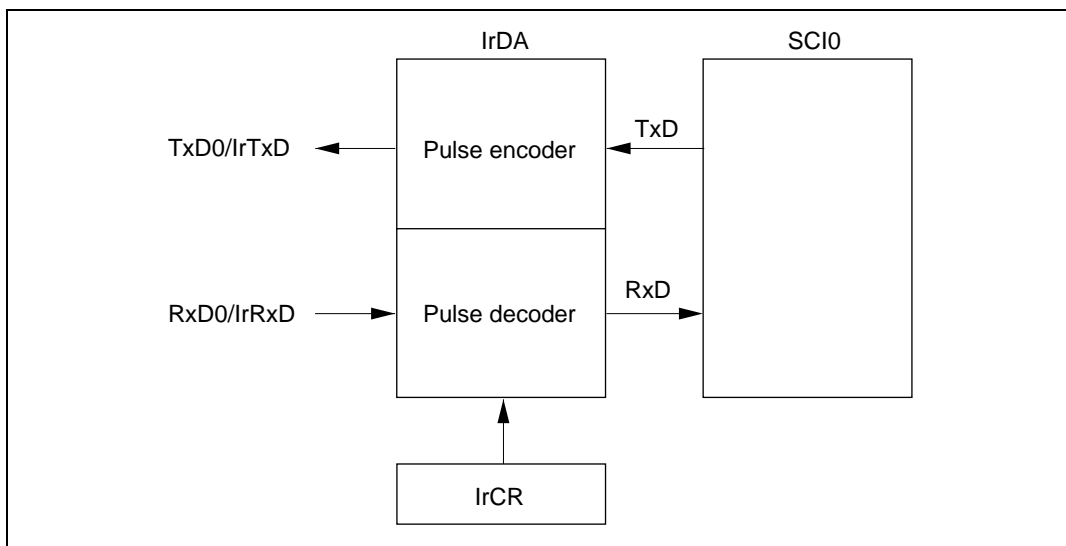 IrDA
SCI0
TxD0/IrTxD
Pulse encoder
TxD
RxD0/IrRxD
Pulse decoder
RxD
IrCR